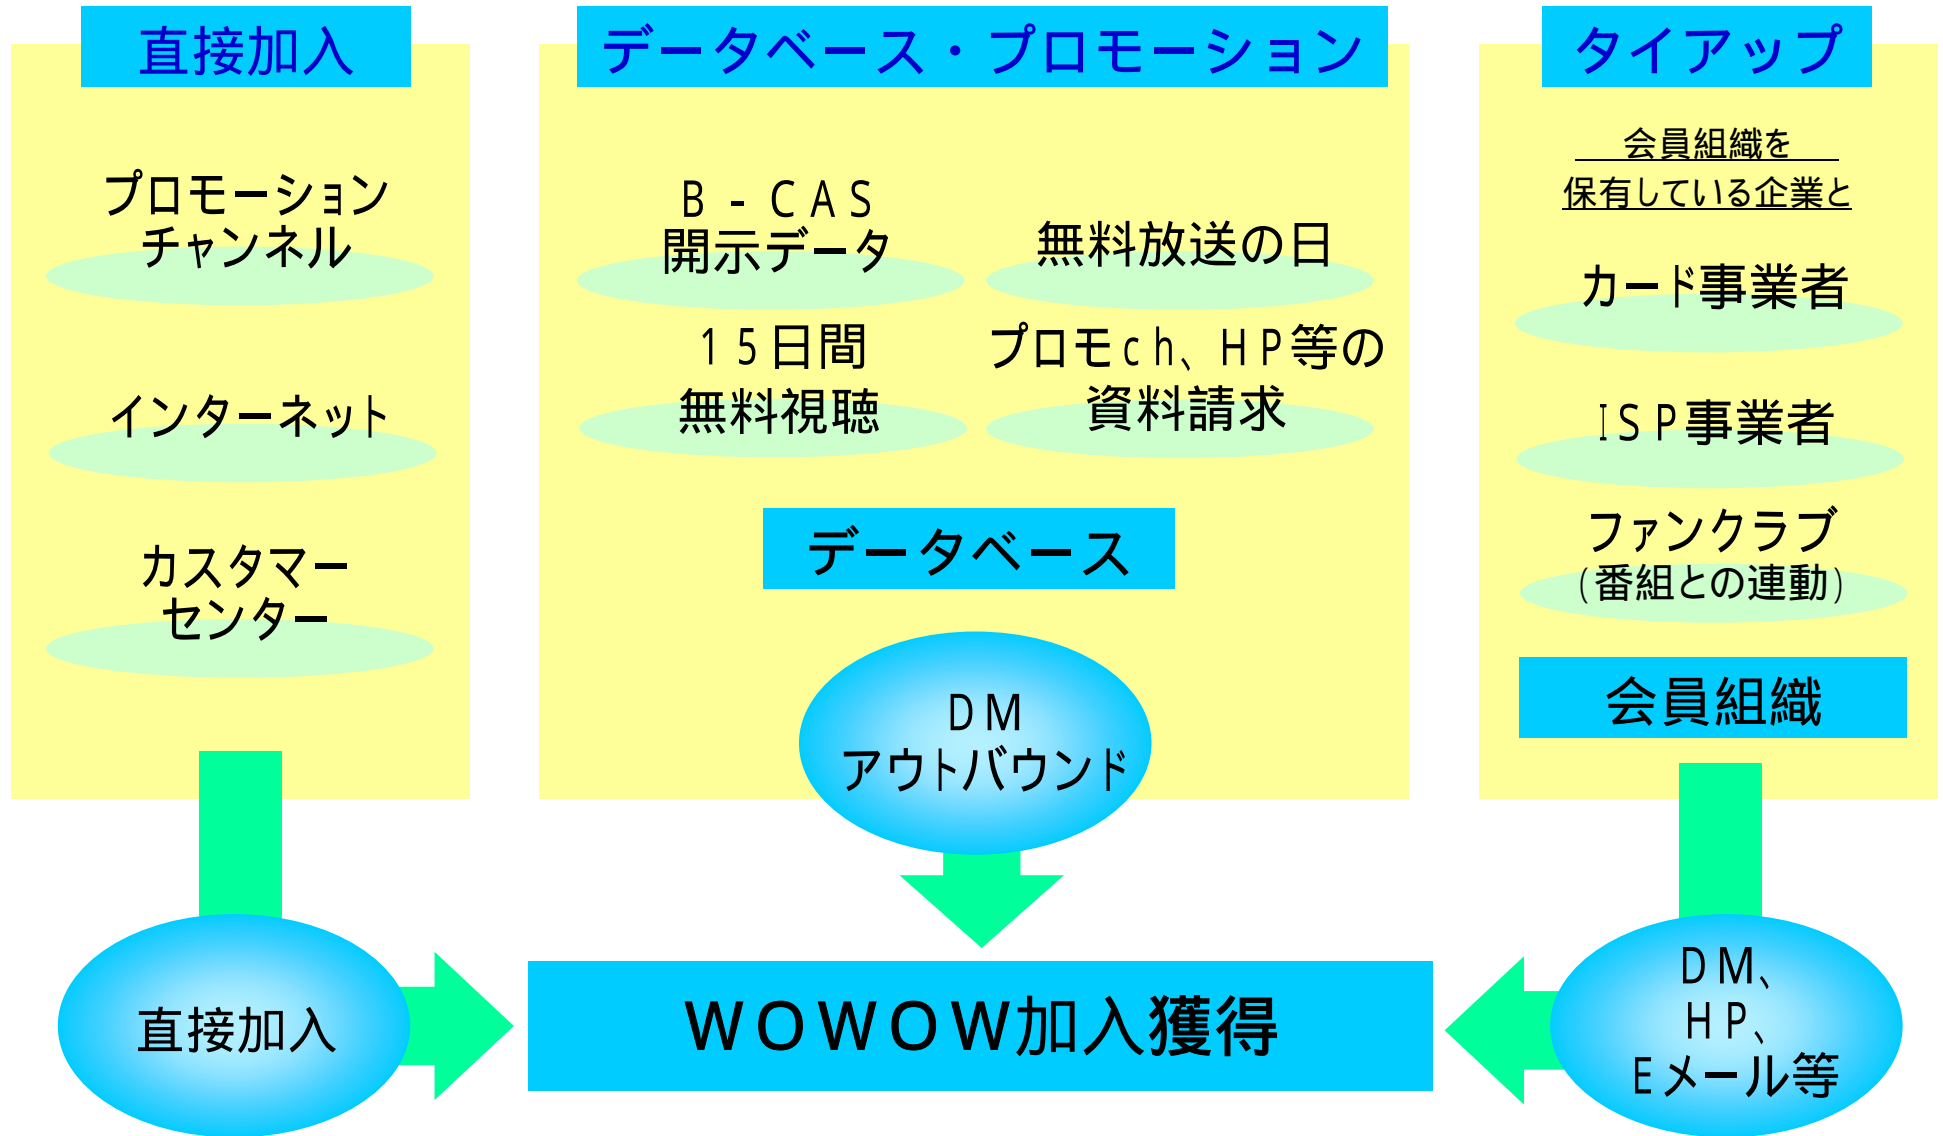 直接加入
プロモーション
チャンネル
インターネット
カスタマー
センター
直接加入
データベース・プロモーション
Ｂ‐ＣＡＳ
開示データ
無料放送の日
１５日間
無料視聴
プロモｃｈ、ＨＰ等の
資料請求
データベース
ＤＭ
アウトバウンド
タイアップ
会員組織を
保有している企業と
カード事業者
ＩＳＰ事業者
ファンクラブ
（番組との連動）
会員組織
ＤＭ、
ＨＰ、
Ｅメール等
ＷＯＷＯＷ加入獲得